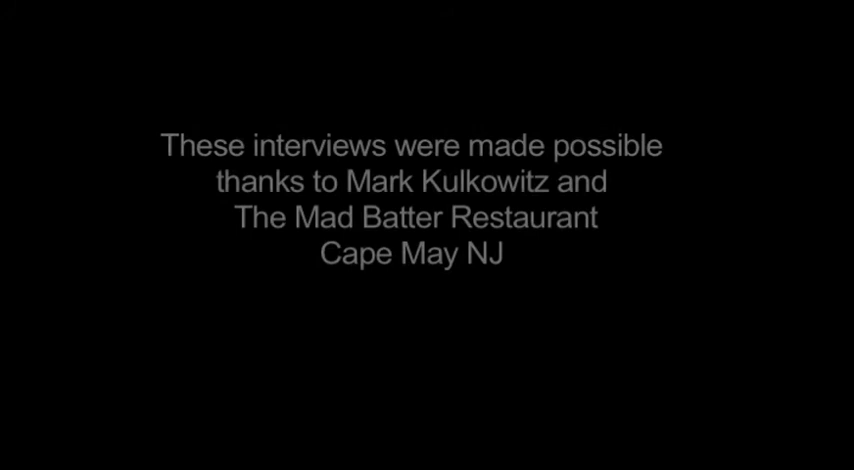 These interviews were made possible
thanks to Mark Kulkowitz and
The Mad Batter Restaurant
Cape May NJ